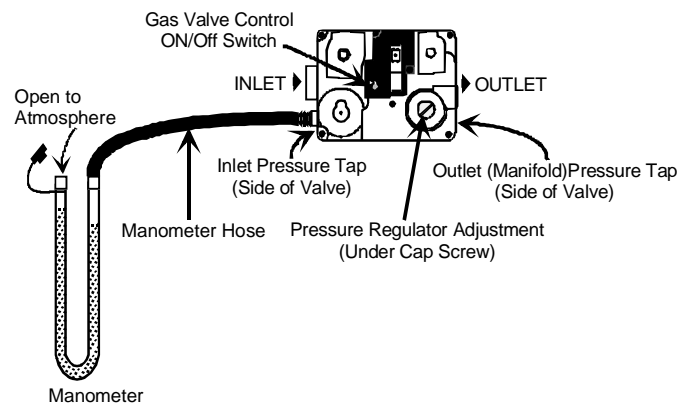 Gas Valve Control
ON/Off Switch
INLET
OUTLET
Open to
Atmosphere
Inlet Pressure Tap
(Side of Valve)
Outlet (Manifold)Pressure Tap
(Side of Valve)
Manometer Hose
Pressure Regulator Adjustment
(Under Cap Screw)
Manometer